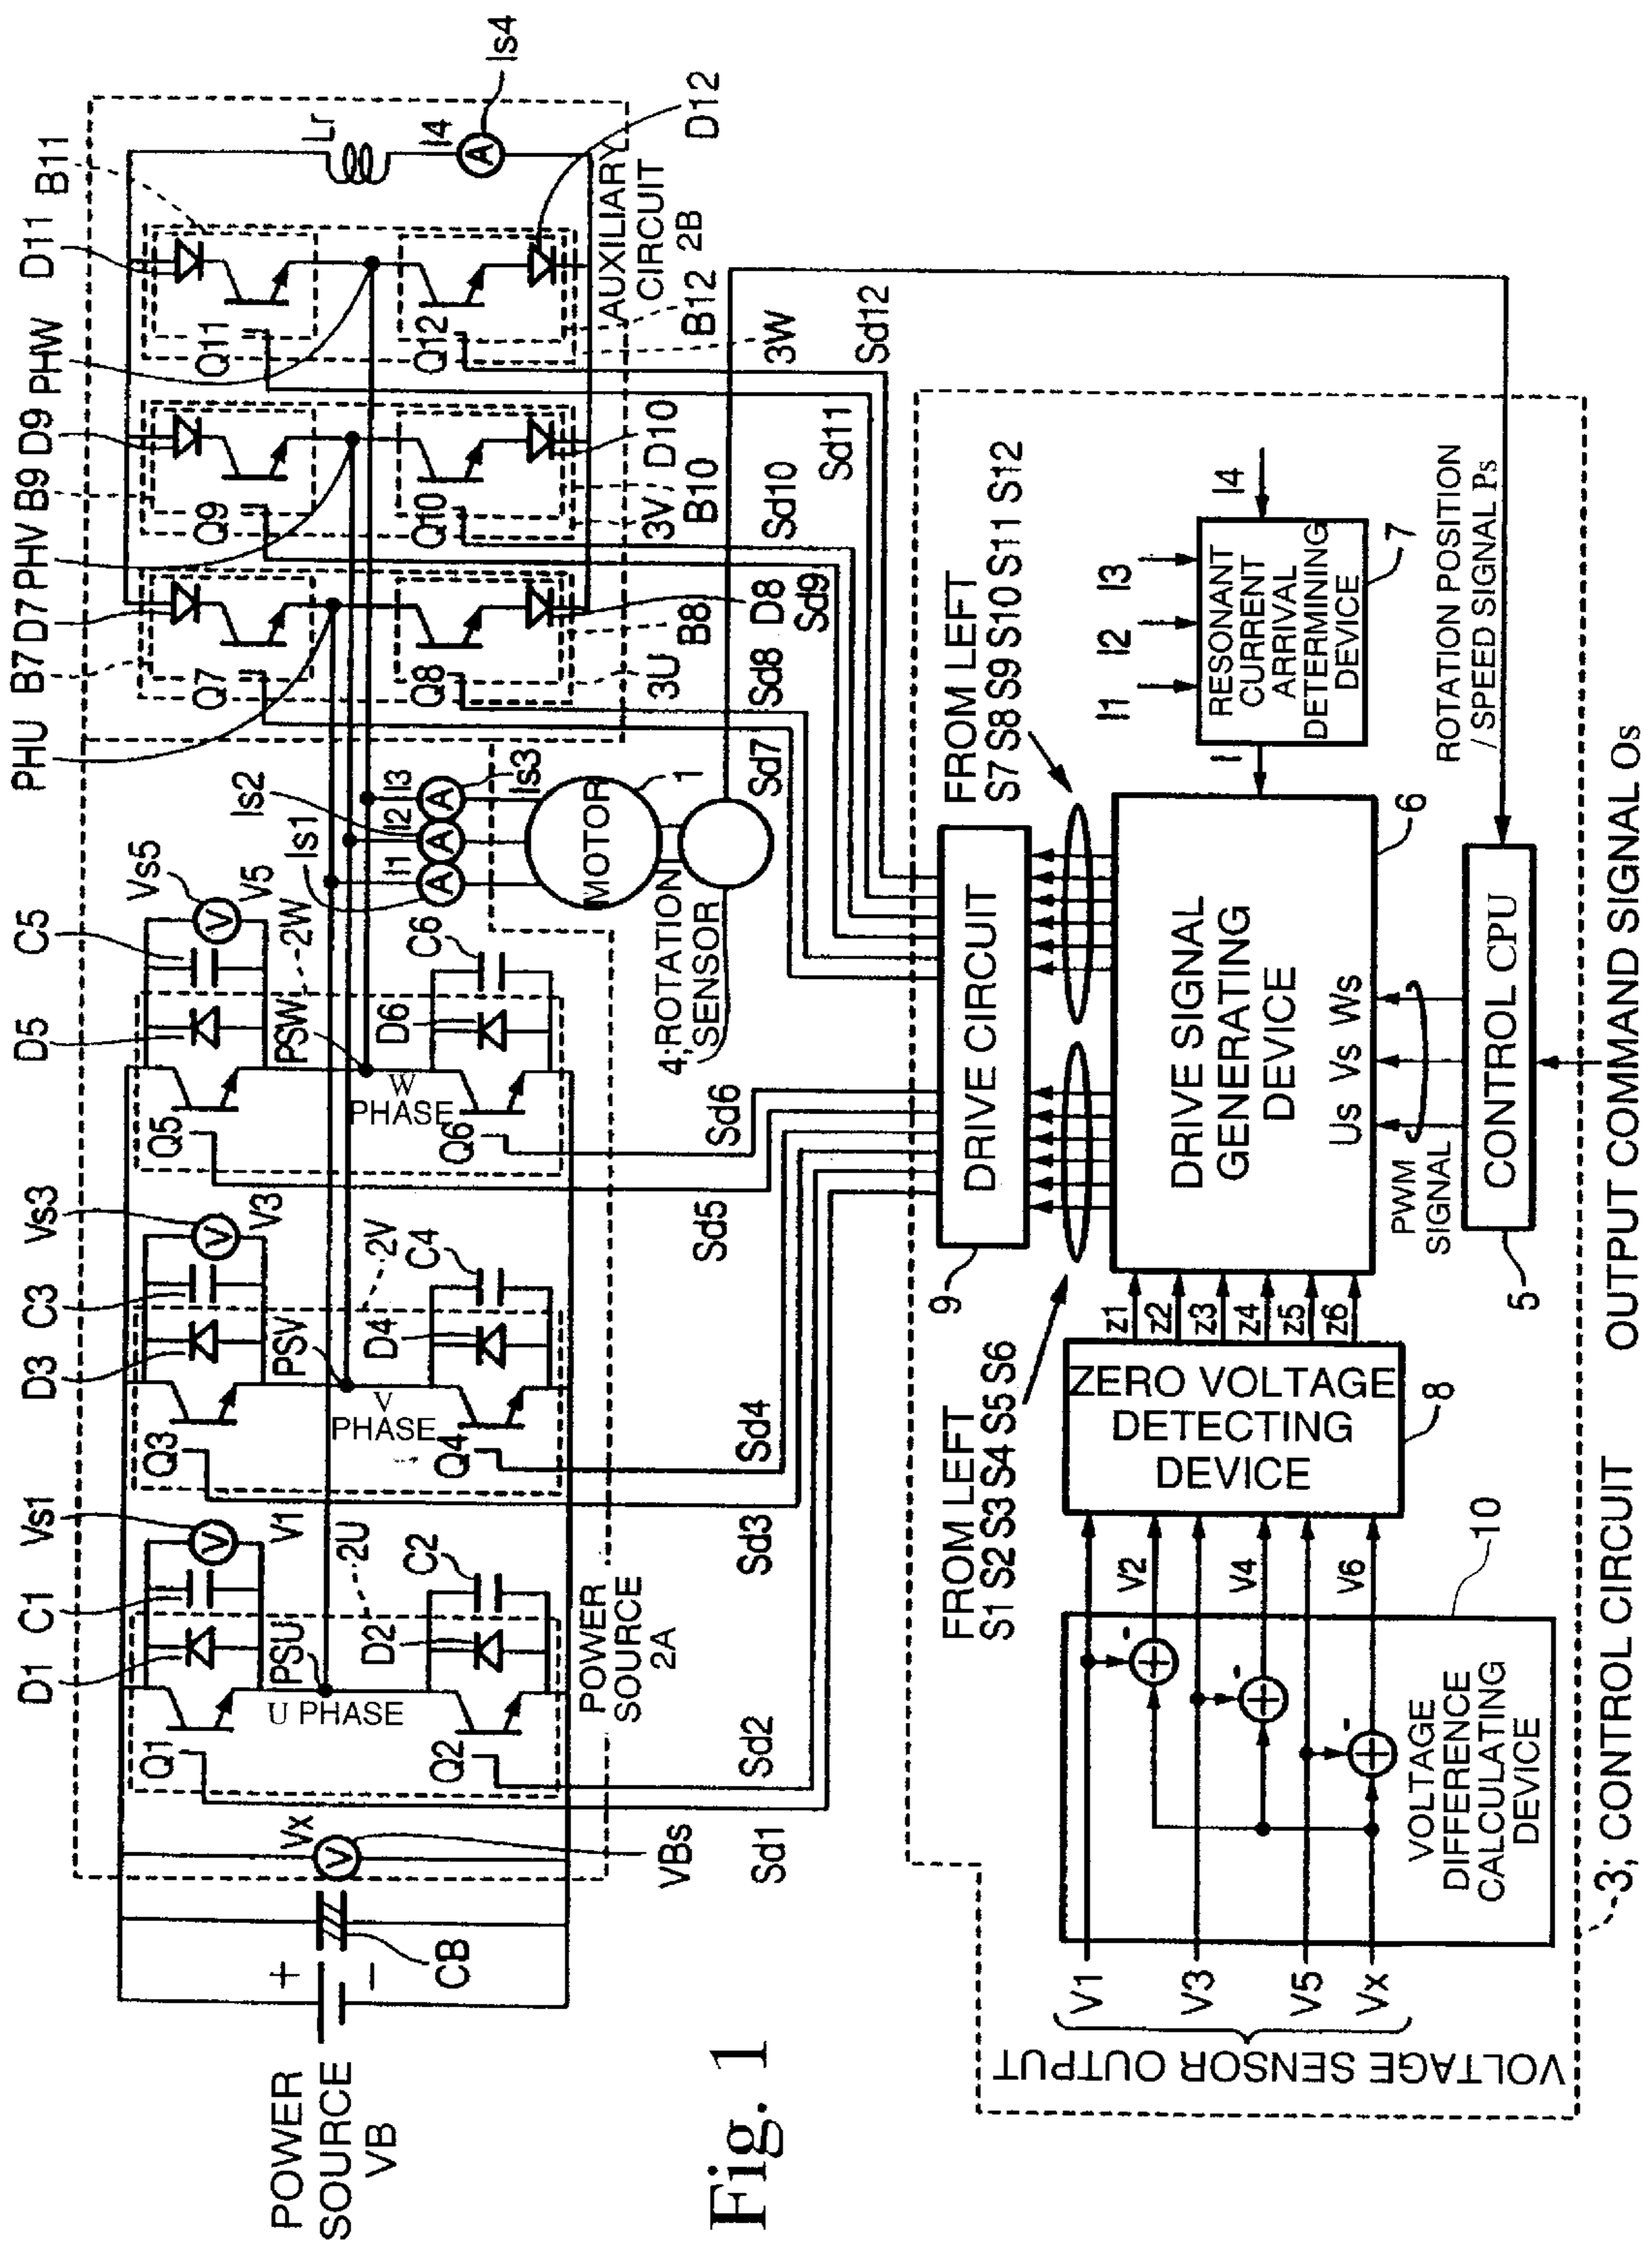 D1
C1
Vs1
D3
C3
Vs3
D5
C5
Vs5
PHU
B7
D7
PHV
B9
D9
PHW
D11
B11
Q1
V1
Q3
V3
Q5
V5
Is2
Is1
Q7
Q9
Q11
Lr
Is4
I4
A
V
V
V
PSU
2U
PSV
2V
PSW
2W
U PHASE
V
PHASE
W
PHASE
D2
C2
D4
C4
D6
C6
Q2
Q4
Q6
I1
I2
I3
A
A
A
Is3
Q8
Q10
Q12
D12
POWER
SOURCE
VB
+
−
CB
Vx
V
VBs
POWER
SOURCE
2A
MOTOR
1
4;ROTATION
SENSOR
3U
B8
D8
3V
B10
D10
3W
B12
AUXILIARY
CIRCUIT
2B
Sd1
Sd2
Sd3
Sd4
Sd5
Sd6
Sd7
Sd8
Sd9
Sd10
Sd11
Sd12
Fig. 1
9
DRIVE CIRCUIT
FROM LEFT
S1 S2 S3 S4 S5 S6
FROM LEFT
S7 S8 S9 S10 S11 S12
VOLTAGE SENSOR OUTPUT
V1
V3
V5
Vx
V2
V4
V6
-
-
-
VOLTAGE
DIFFERENCE
CALCULATING
DEVICE
10
ZERO VOLTAGE
DETECTING
DEVICE
8
z1
z2
z3
z4
z5
z6
DRIVE SIGNAL
GENERATING
DEVICE
Us Vs Ws
6
I
I1
I2
I3
I4
RESONANT
CURRENT
ARRIVAL
DETERMINING
DEVICE
7
PWM
SIGNAL
ROTATION POSITION
/ SPEED SIGNAL Ps
5
CONTROL CPU
3; CONTROL CIRCUIT
OUTPUT COMMAND SIGNAL Os